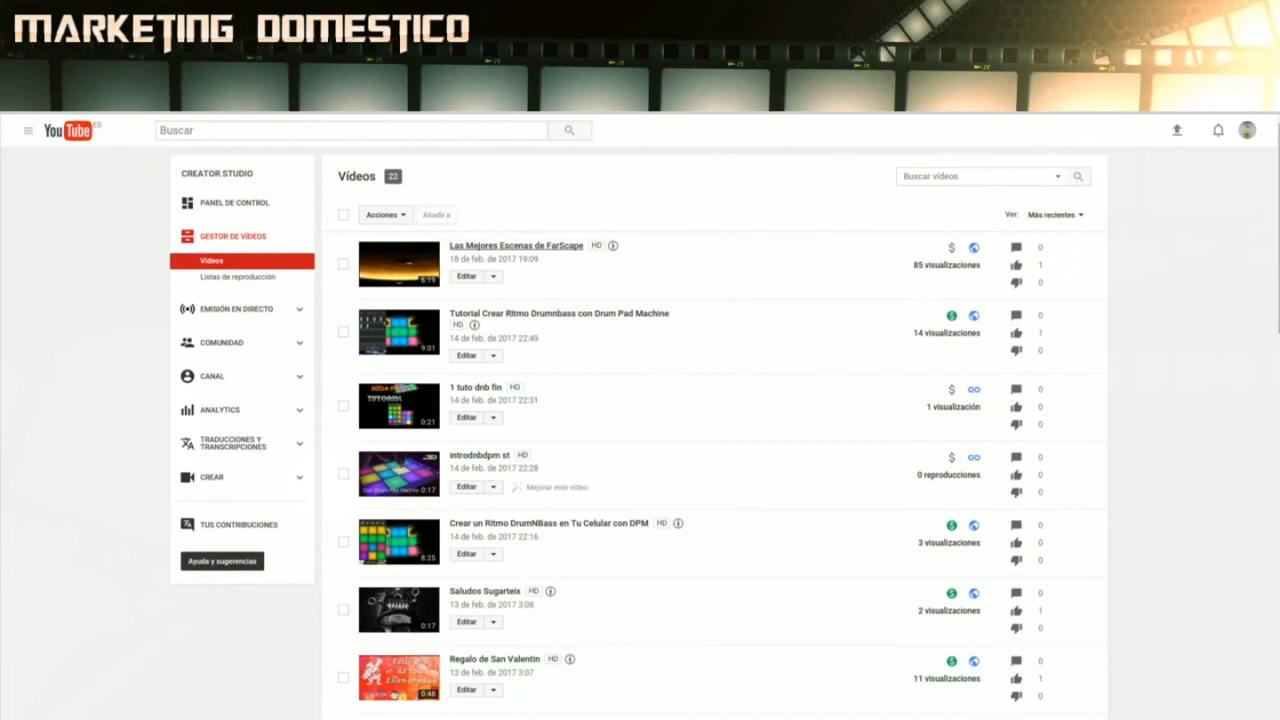 MARKETING DOMESTICO
YouTube ES
Buscar
CREATOR STUDIO
PANEL DE CONTROL
GESTOR DE VÍDEOS
Vídeos
Listas de reproducción
EMISIÓN EN DIRECTO
COMUNIDAD
CANAL
ANALYTICS
TRADUCCIONES Y
TRANSCRIPCIONES
CREAR
TUS CONTRIBUCIONES
Ayuda y sugerencias
Vídeos 22
Buscar vídeos
Acciones Añadir a
Ver: Más recientes
Las Mejores Escenas de FarScape HD
18 de feb. de 2017 19:09
Editar
6:19
85 visualizaciones
0
1
0
Tutorial Crear Ritmo Drumnbass con Drum Pad Machine
HD
14 de feb. de 2017 22:49
Editar
9:01
14 visualizaciones
0
1
0
1 tuto dnb fin HD
14 de feb. de 2017 22:31
Editar
TUTORIAL
0:21
1 visualización
0
0
0
introdnbdpm st HD
14 de feb. de 2017 22:28
Editar Mejorar este vídeo
Con Drum Pad Machine 0:17
0 reproducciones
0
0
0
Crear un Ritmo DrumNBass en Tu Celular con DPM HD
14 de feb. de 2017 22:16
Editar
8:25
3 visualizaciones
0
0
0
Saludos Sugarteix HD
13 de feb. de 2017 3:08
Editar
0:17
2 visualizaciones
0
1
0
Regalo de San Valentin HD
13 de feb. de 2017 3:07
Editar
0:48
11 visualizaciones
0
1
0